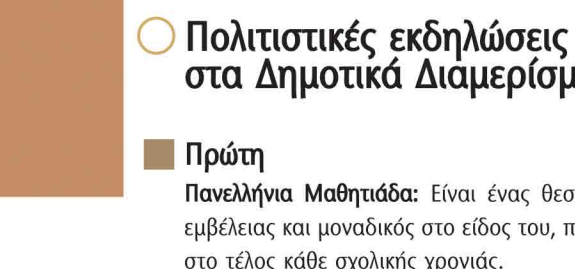 Πολιτιστικές εκδηλώσεις
στα Δημοτικά Διαμερίσμ
Πρώτη
Πανελλήνια Μαθητιάδα: Είναι ένας θεσ
εμβέλειας και μοναδικός στο είδος του, π
στο τέλος κάθε σχολικής χρονιάς.